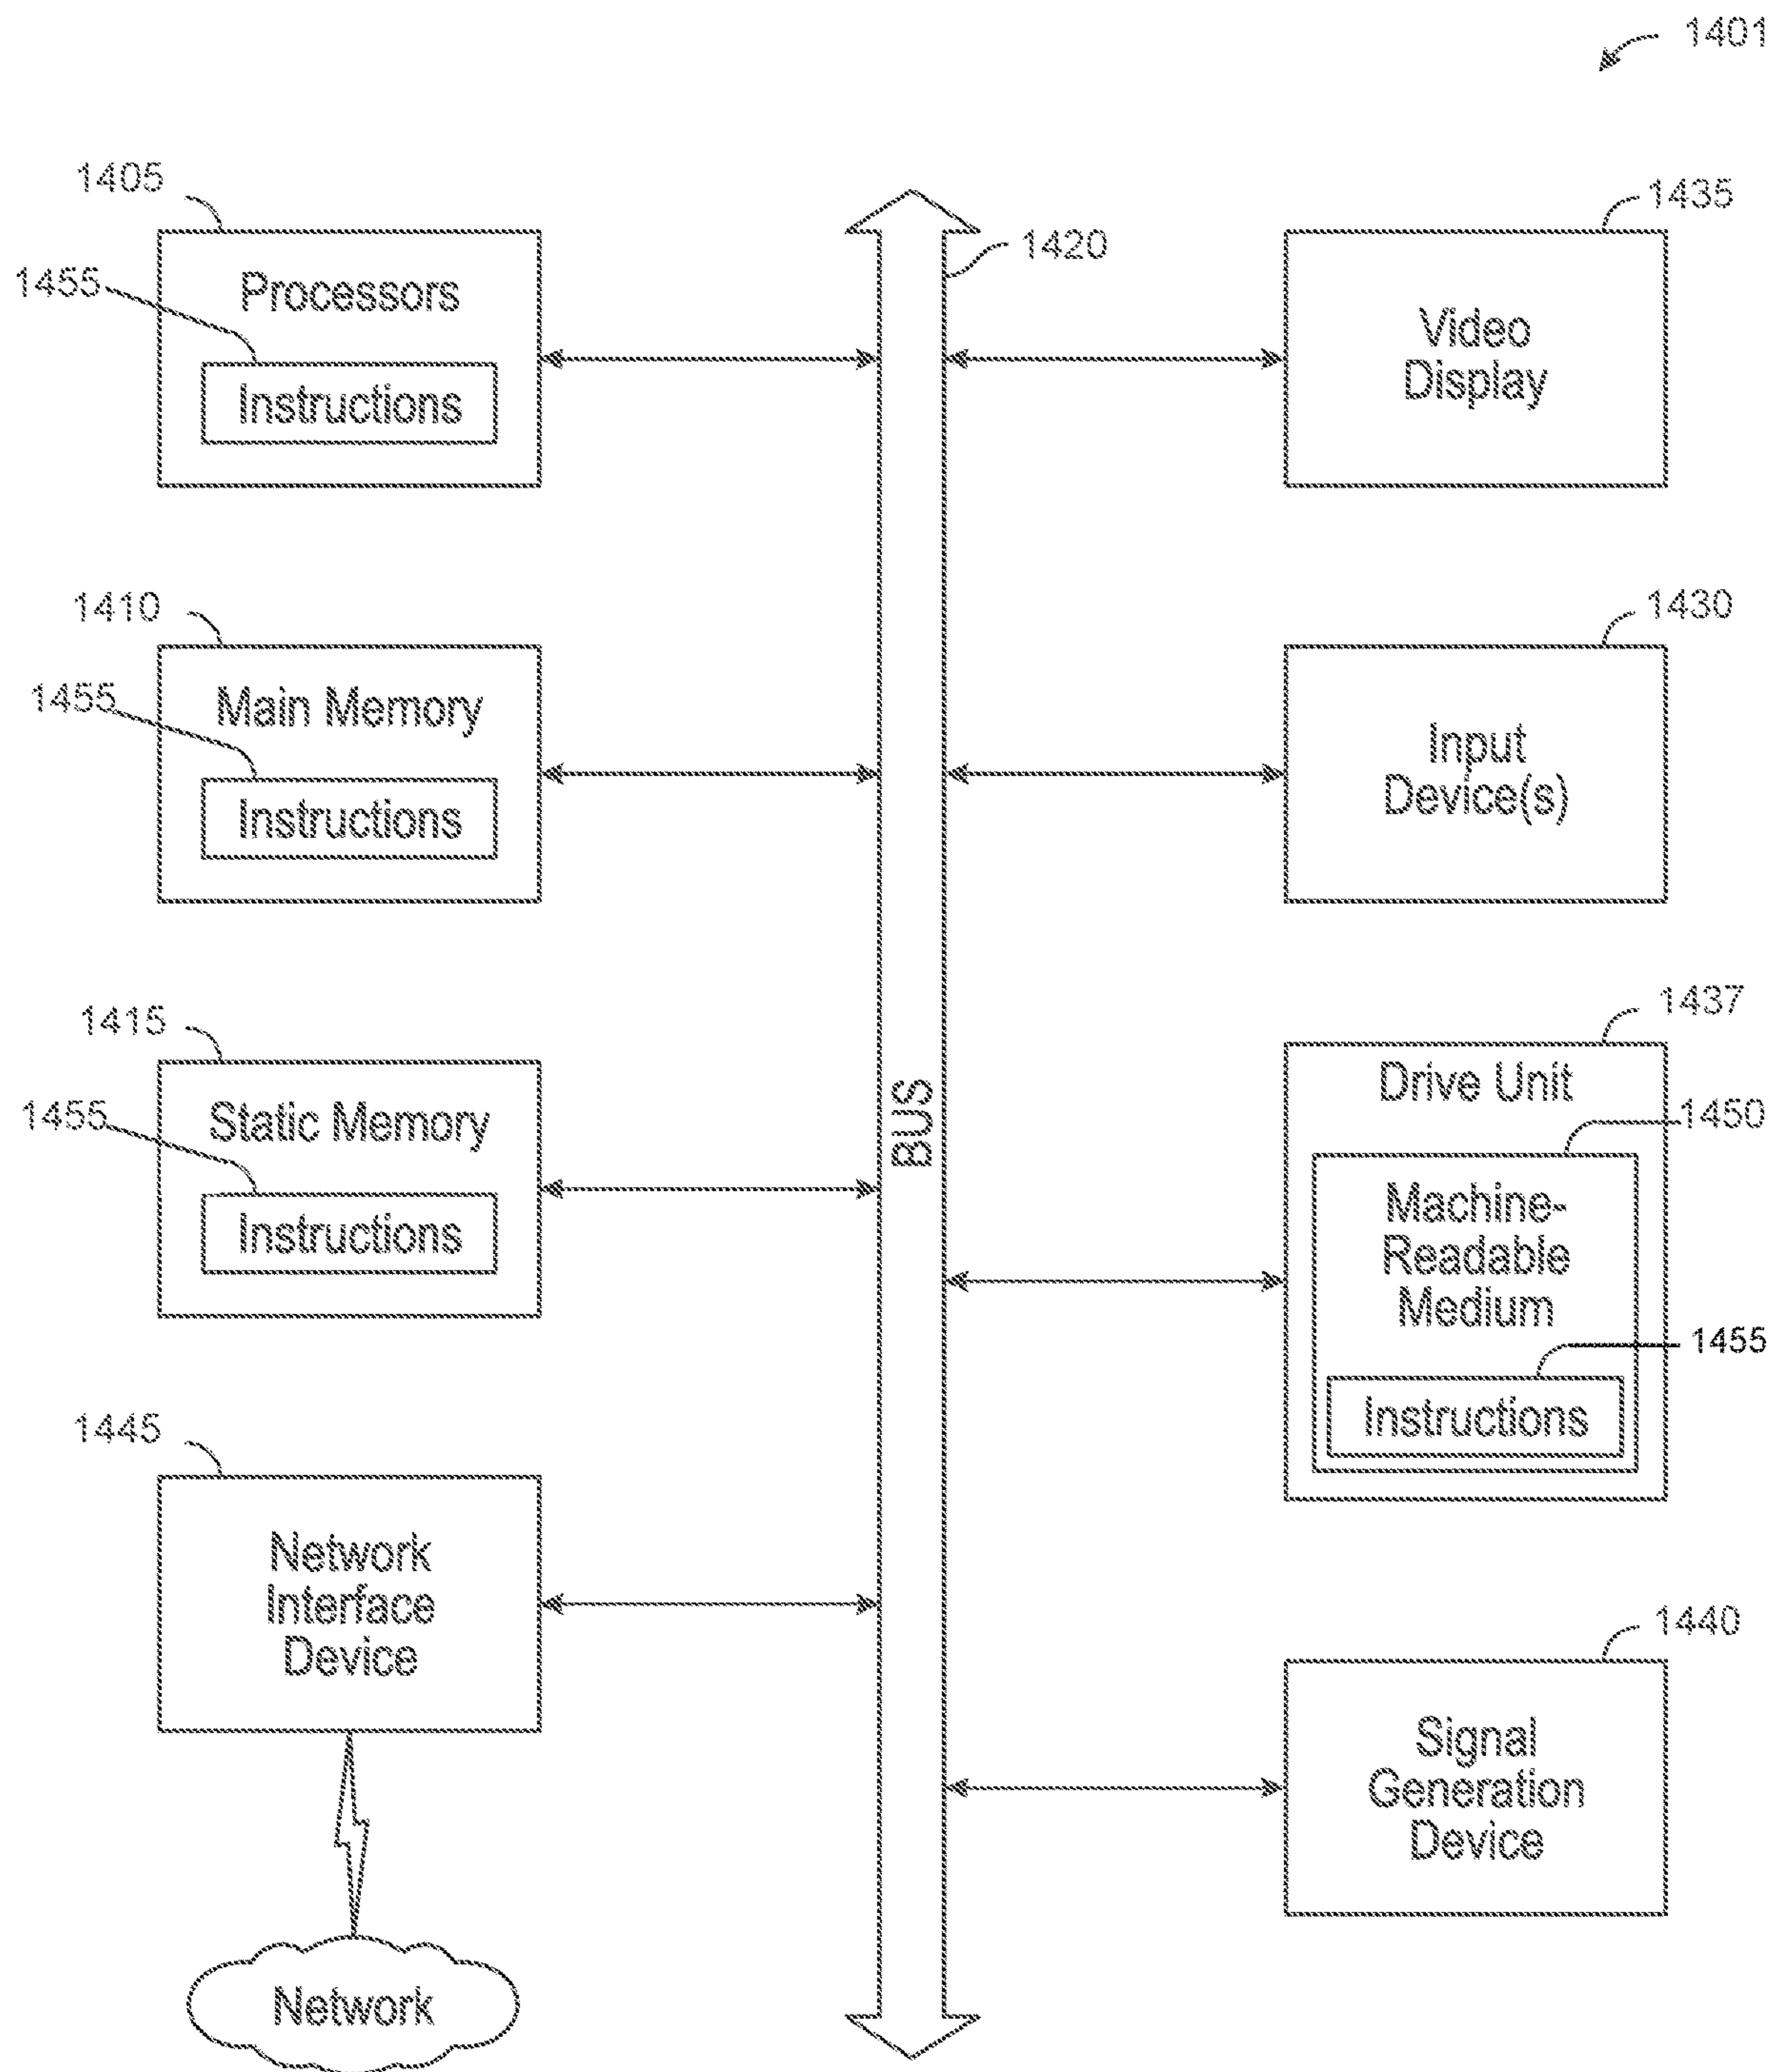 1401
1405
1455
Processors
Instructions
1420
1435
Video
Display
1410
1455
Main Memory
Instructions
1430
Input
Device(s)
1415
1455
Static Memory
Instructions
BUS
1437
Drive Unit
1450
Machine-
Readable
Medium
1455
Instructions
1445
Network
Interface
Device
1440
Signal
Generation
Device
Network